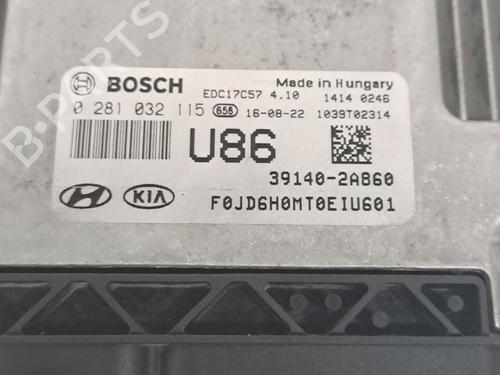 BOSCH
EDC17C57 4.10
Made in Hungary
0 281 032 115 656 16-08-22
1414 0246
1039T02314
U86
39140-2A860
KIA
F0JD6H0MT0EIU601
B-PARTS